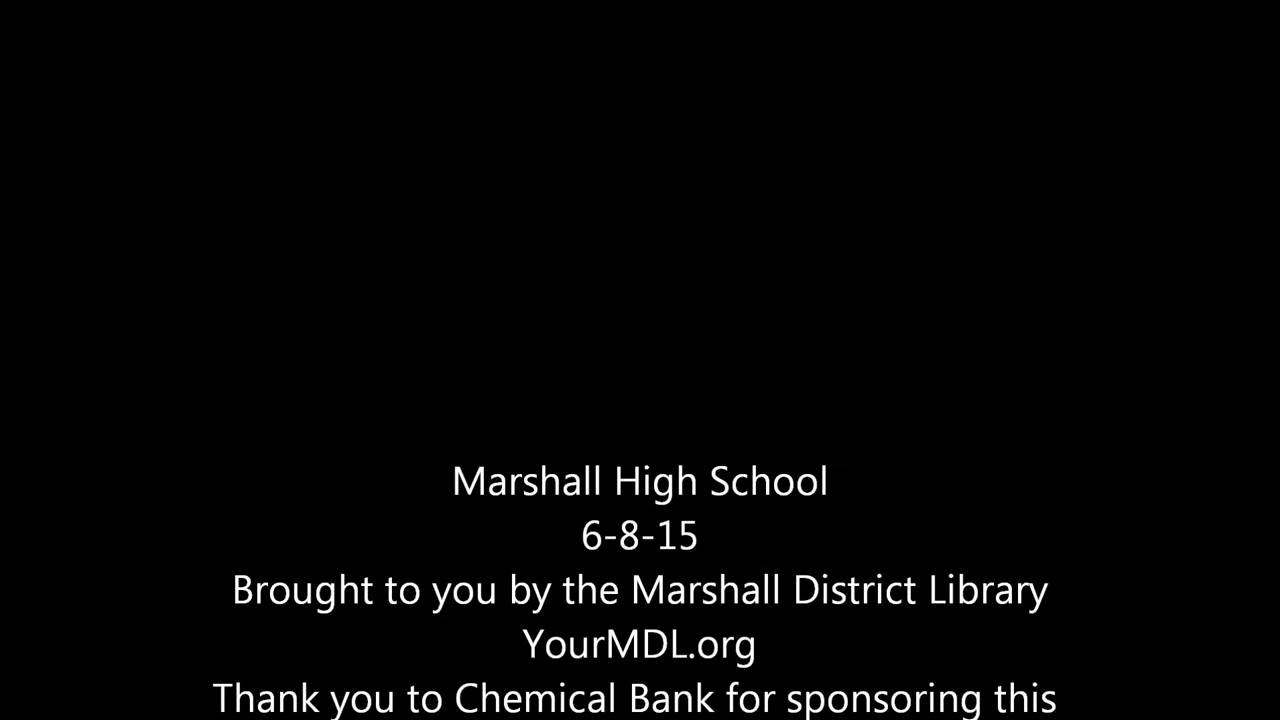 Marshall High School
6-8-15
Brought to you by the Marshall District Library
YourMDL.org
Thank you to Chemical Bank for sponsoring this